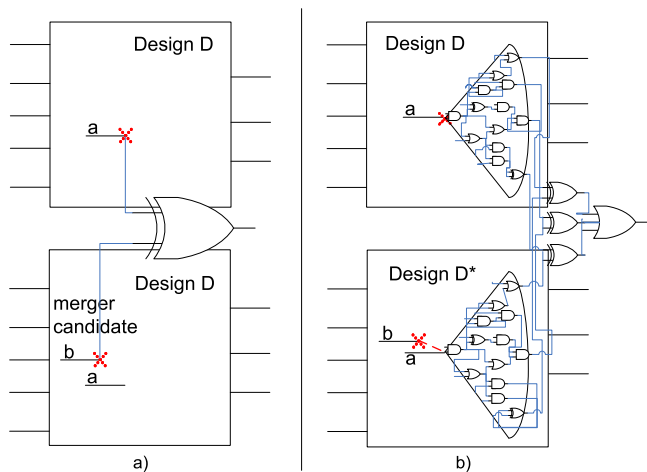 Design D
a
Design D
merger
candidate
b
a
a)
Design D
a
Design D*
b
a
b)